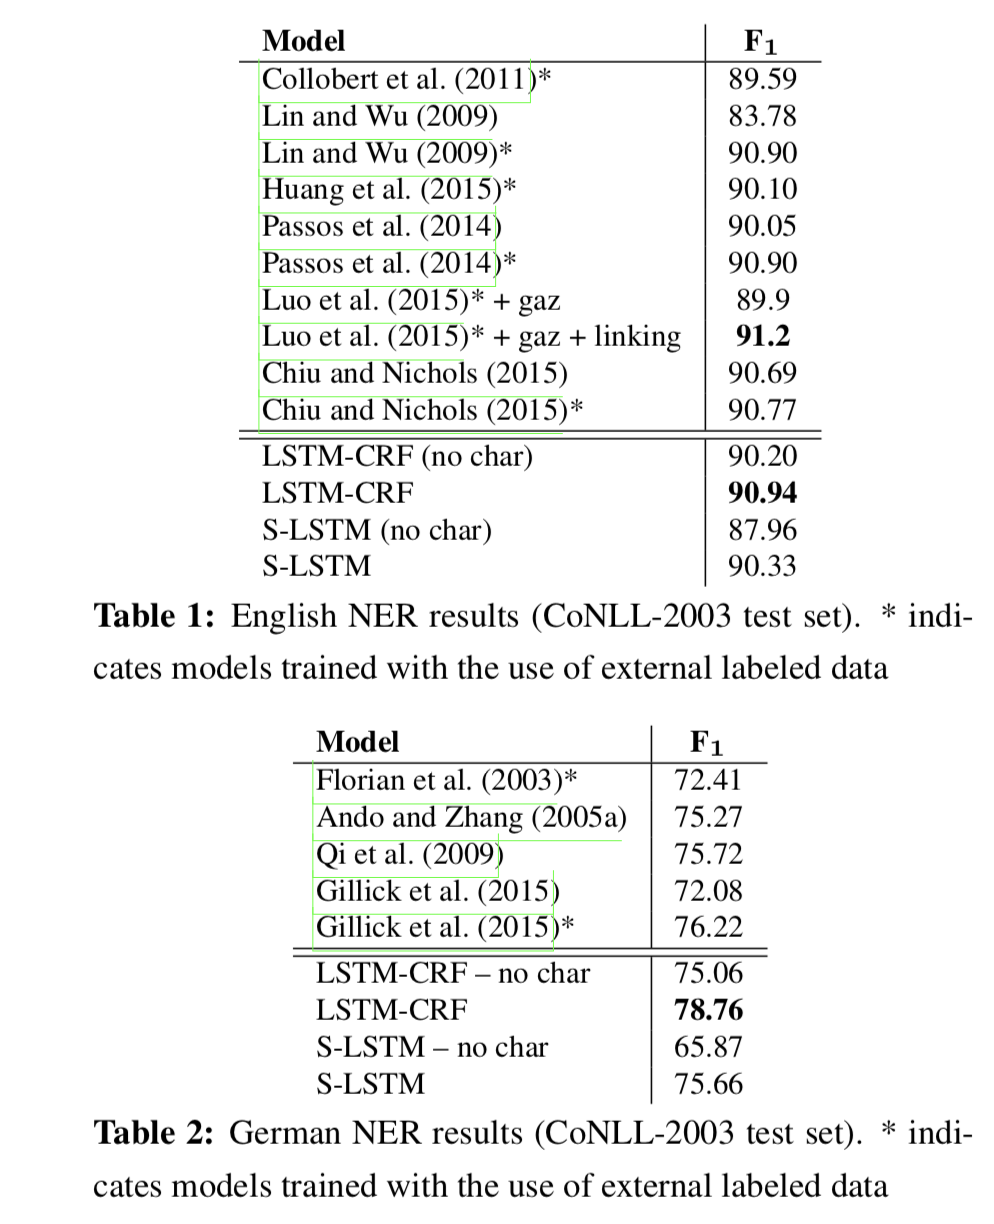 Model F1
Collobert et al. (2011)* 89.59
Lin and Wu (2009) 83.78
Lin and Wu (2009)* 90.90
Huang et al. (2015)* 90.10
Passos et al. (2014) 90.05
Passos et al. (2014)* 90.90
Luo et al. (2015)* + gaz 89.9
Luo et al. (2015)* + gaz + linking 91.2
Chiu and Nichols (2015) 90.69
Chiu and Nichols (2015)* 90.77
LSTM-CRF (no char) 90.20
LSTM-CRF 90.94
S-LSTM (no char) 87.96
S-LSTM 90.33
Table 1: English NER results (CoNLL-2003 test set). * indi-
cates models trained with the use of external labeled data
Model F1
Florian et al. (2003)* 72.41
Ando and Zhang (2005a) 75.27
Qi et al. (2009) 75.72
Gillick et al. (2015) 72.08
Gillick et al. (2015)* 76.22
LSTM-CRF – no char 75.06
LSTM-CRF 78.76
S-LSTM – no char 65.87
S-LSTM 75.66
Table 2: German NER results (CoNLL-2003 test set). * indi-
cates models trained with the use of external labeled data